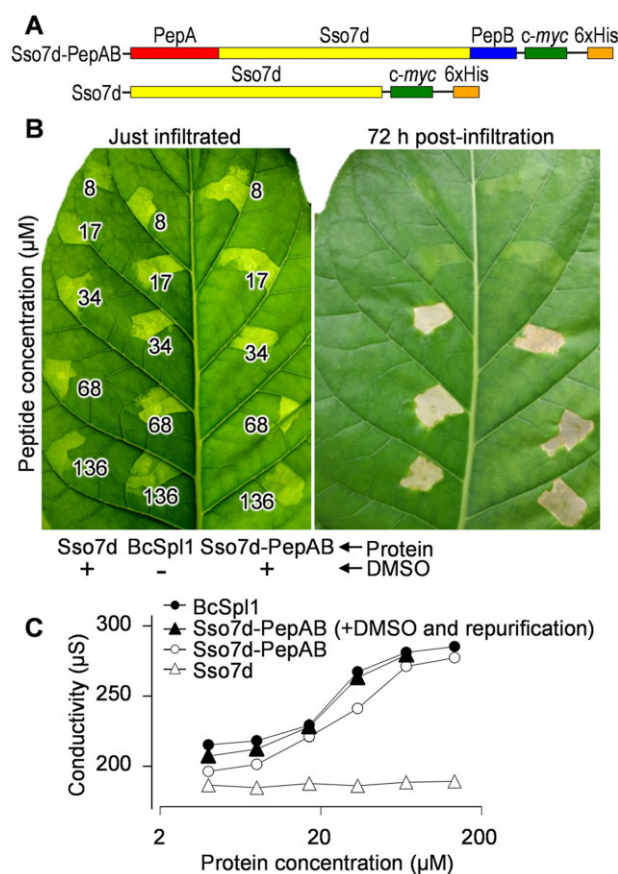 A
PepA Sso7d PepB c-myc 6xHis
Sso7d-PepAB
Sso7d c-myc 6xHis
Sso7d
B
Just infiltrated 72 h post-infiltration
Peptide concentration (µM)
8 8 8
17 17 17
34 34 34
68 68 68
136 136 136
Sso7d BcSpl1 Sso7d-PepAB ← Protein
+ - + ← DMSO
C
300
250
200
Conductivity (µS)
BcSpl1
Sso7d-PepAB (+DMSO and repurification)
Sso7d-PepAB
Sso7d
2 20 200
Protein concentration (µM)